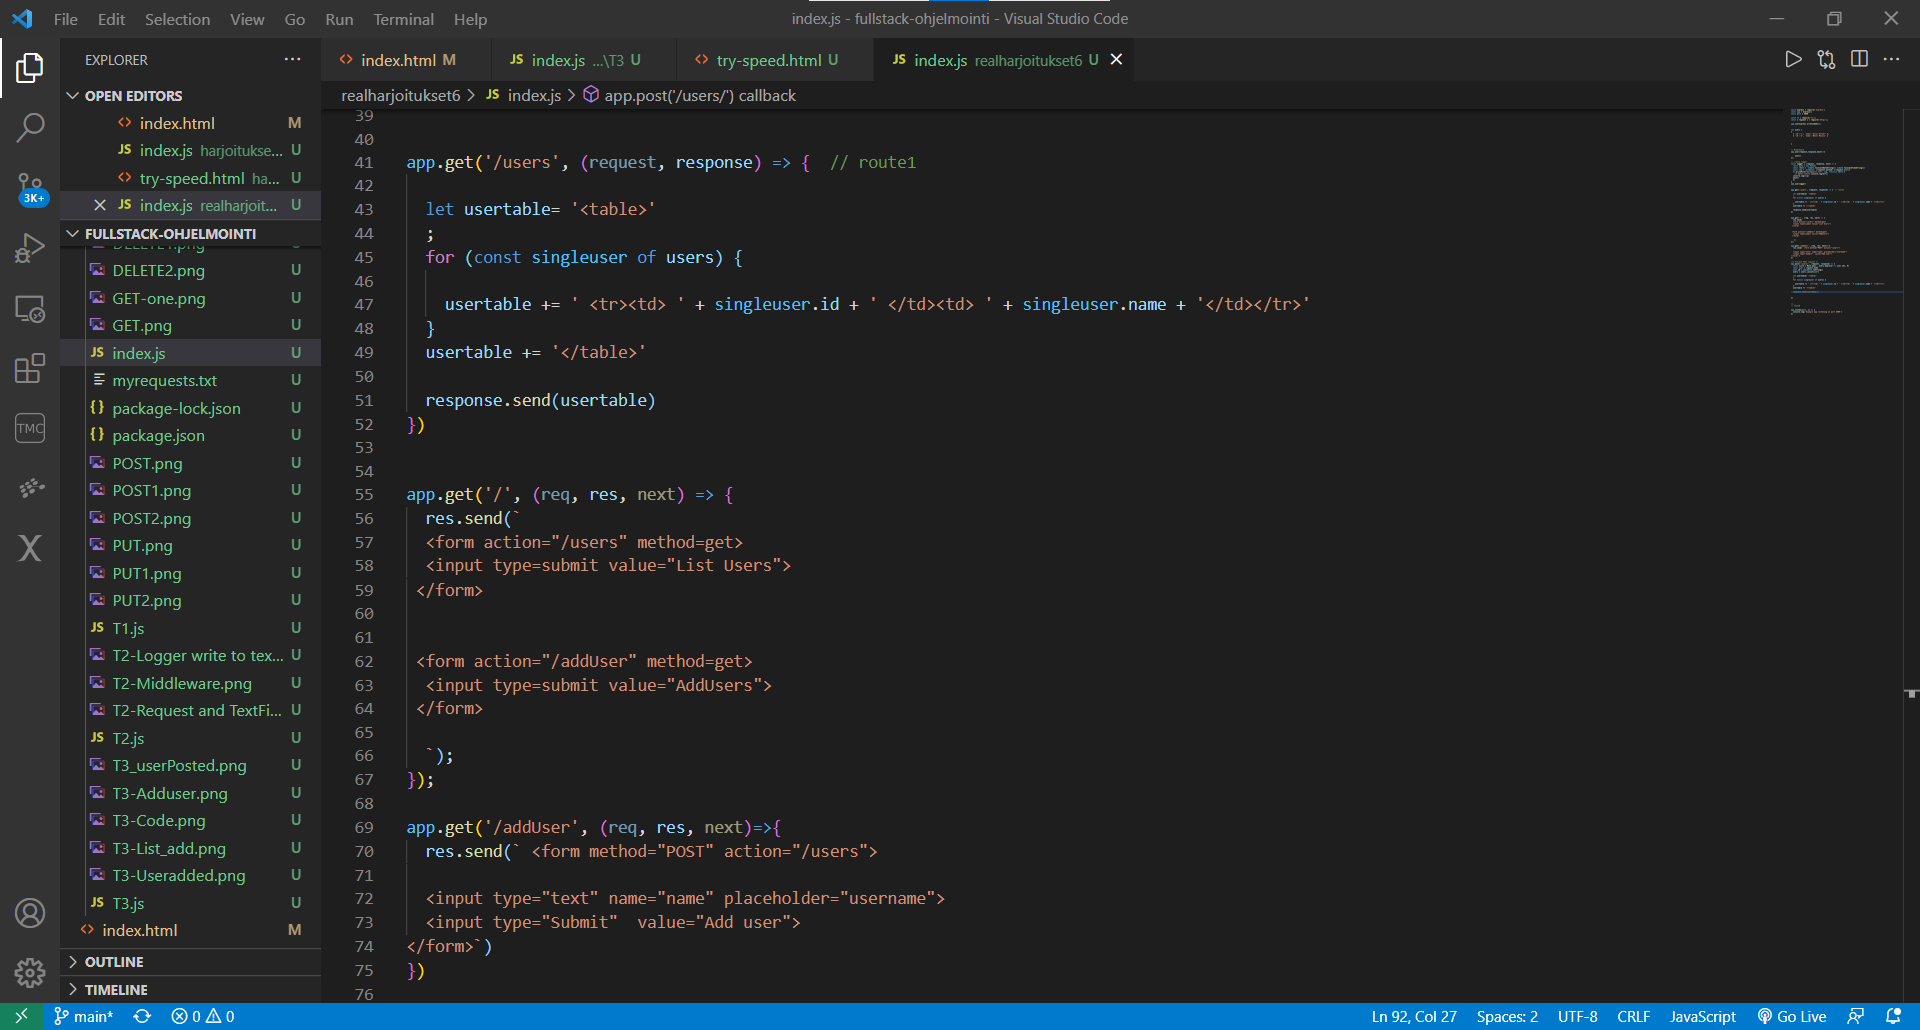 File Edit Selection View Go Run Terminal Help
index.js - fullstack-ohjelmointi - Visual Studio Code
EXPLORER
OPEN EDITORS
index.html M
index.js harjoitukse... U
try-speed.html ha... U
index.js realharjoit... U
3K+
TMC
FULLSTACK-OHJELMOINTI
DELETE2.png U
GET-one.png U
GET.png U
index.js U
myrequests.txt U
package-lock.json U
package.json U
POST.png U
POST1.png U
POST2.png U
PUT.png U
PUT1.png U
PUT2.png U
T1.js U
T2-Logger write to tex... U
T2-Middleware.png U
T2-Request and TextFi... U
T2.js U
T3_userPosted.png U
T3-Adduser.png U
T3-Code.png U
T3-List_add.png U
T3-Useradded.png U
T3.js U
index.html M
OUTLINE
TIMELINE
index.html M index.js ...\T3 U try-speed.html U index.js realharjoitukset6 U
realharjoitukset6 > JS index.js > app.post('/users/') callback
39
40
41 app.get('/users', (request, response) => { // route1
42
43 let usertable= '<table>'
44 ;
45 for (const singleuser of users) {
46
47 usertable += ' <tr><td> ' + singleuser.id + ' </td><td> ' + singleuser.name + '</td></tr>'
48 }
49 usertable += '</table>'
50
51 response.send(usertable)
52 })
53
54
55 app.get('/', (req, res, next) => {
56 res.send(`
57 <form action="/users" method=get>
58 <input type=submit value="List Users">
59 </form>
60
61
62 <form action="/addUser" method=get>
63 <input type=submit value="AddUsers">
64 </form>
65
66 `);
67 });
68
69 app.get('/addUser', (req, res, next)=>{
70 res.send(` <form method="POST" action="/users">
71
72 <input type="text" name="name" placeholder="username">
73 <input type="Submit"  value="Add user">
74 </form>`)
75 })
76
main* 0 0 Ln 92, Col 27 Spaces: 2 UTF-8 CRLF JavaScript Go Live